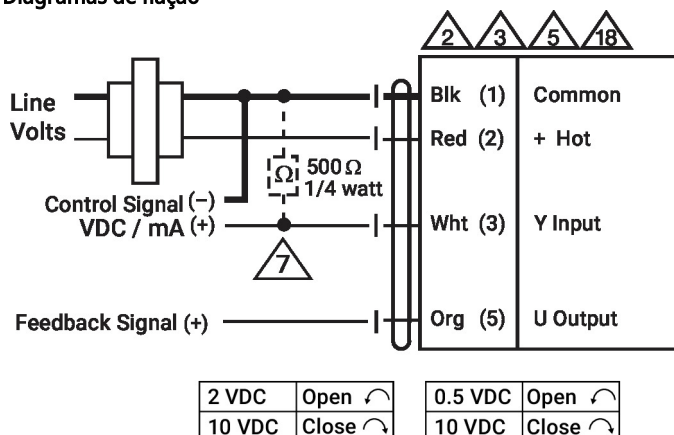 Diagramas de fiação
2 3 5 18
Line
Volts
Blk (1) Common
Red (2) + Hot
Ω 500 Ω
1/4 watt
Control Signal (−)
VDC / mA (+)
Wht (3) Y Input
7
Feedback Signal (+)
Org (5) U Output
2 VDC Open
10 VDC Close
0.5 VDC Open
10 VDC Close